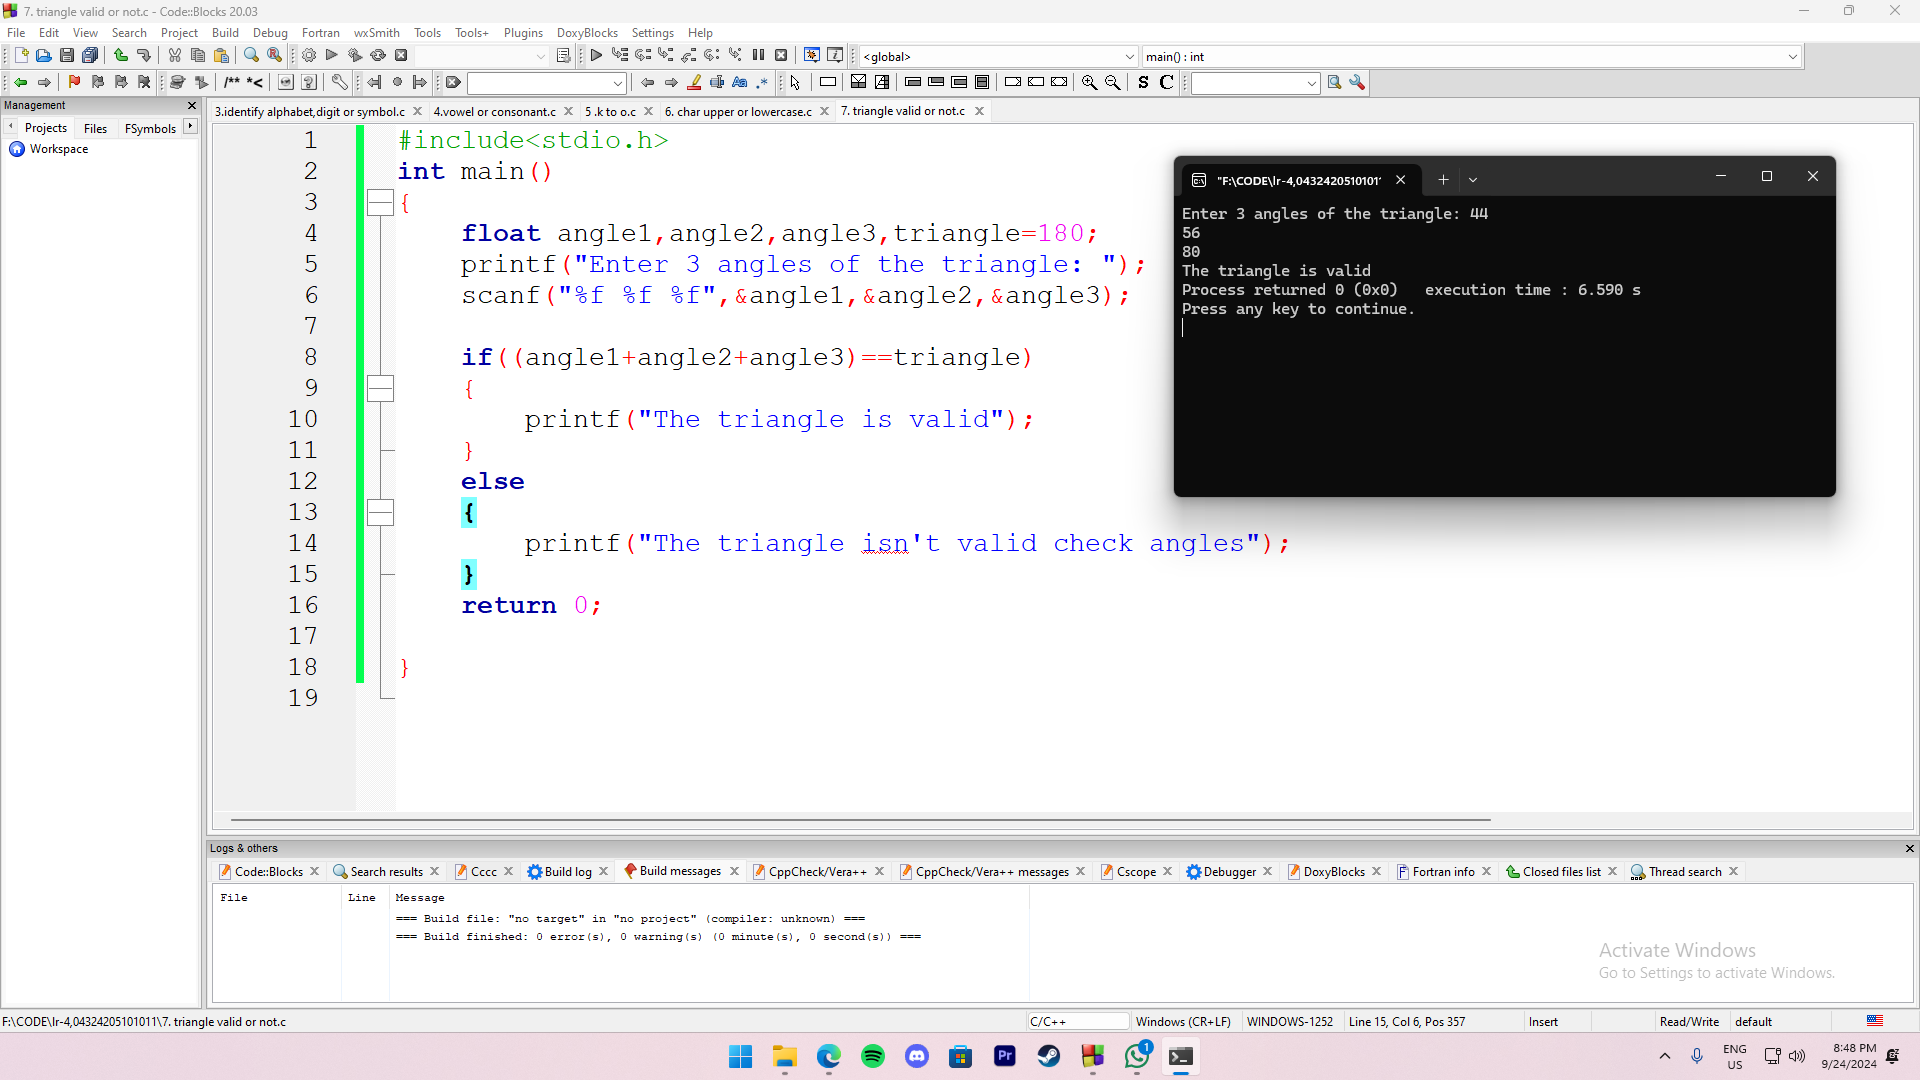 7. triangle valid or not.c - Code::Blocks 20.03
File Edit View Search Project Build Debug Fortran wxSmith Tools Tools+ Plugins DoxyBlocks Settings Help
<global> main() : int
/** *< Aa .* S C
Management
Projects Files FSymbols
Workspace
3.identify alphabet,digit or symbol.c 4.vowel or consonant.c 5 .k to o.c 6. char upper or lowercase.c 7. triangle valid or not.c
1 #include<stdio.h>
2 int main()
3 {
4 float angle1,angle2,angle3,triangle=180;
5 printf("Enter 3 angles of the triangle: ");
6 scanf("%f %f %f",&angle1,&angle2,&angle3);
7
8 if((angle1+angle2+angle3)==triangle)
9 {
10 printf("The triangle is valid");
11 }
12 else
13 {
14 printf("The triangle isn't valid check angles");
15 }
16 return 0;
17
18 }
19
"F:\CODE\lr-4,0432420510101'
Enter 3 angles of the triangle: 44
56
80
The triangle is valid
Process returned 0 (0x0)   execution time : 6.590 s
Press any key to continue.
Logs & others
Code::Blocks Search results Cccc Build log Build messages CppCheck/Vera++ CppCheck/Vera++ messages Cscope Debugger DoxyBlocks Fortran info Closed files list Thread search
File Line Message
=== Build file: "no target" in "no project" (compiler: unknown) ===
=== Build finished: 0 error(s), 0 warning(s) (0 minute(s), 0 second(s)) ===
Activate Windows
Go to Settings to activate Windows.
F:\CODE\lr-4,04324205101011\7. triangle valid or not.c C/C++ Windows (CR+LF) WINDOWS-1252 Line 15, Col 6, Pos 357 Insert Read/Write default
Pr 1 ENG US 8:48 PM 9/24/2024